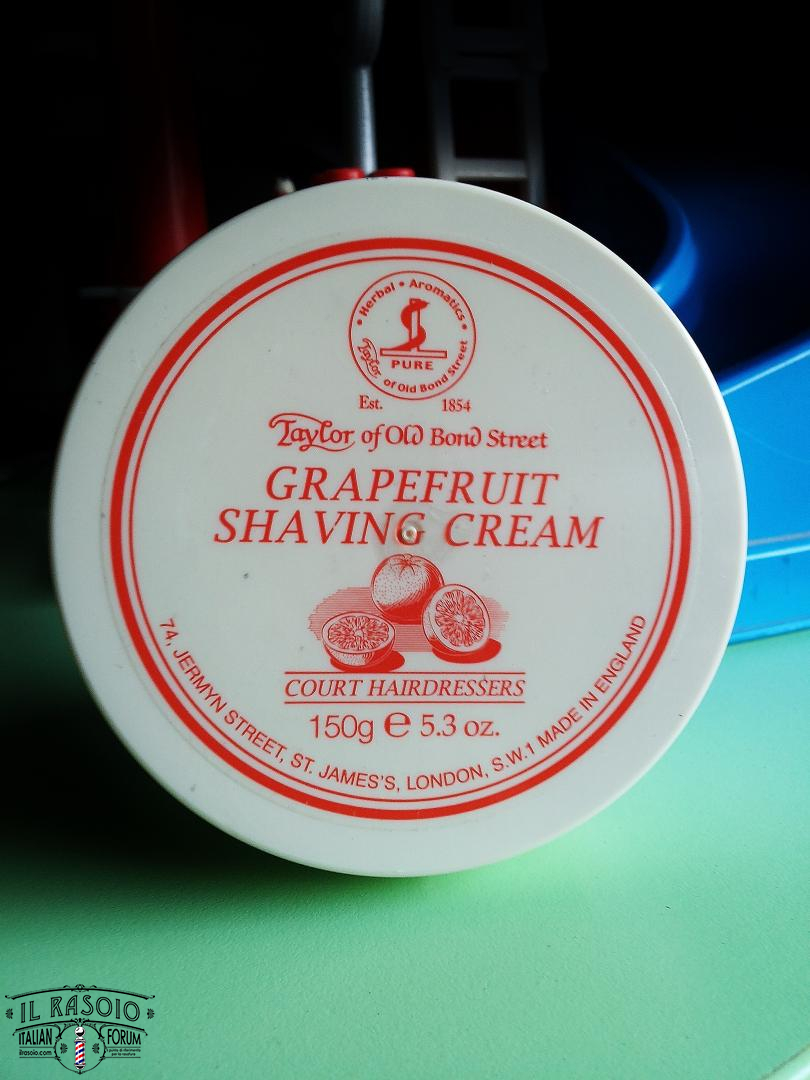 Herbal • Aromatics
PURE
Taylor of Old Bond Street
Est. 1854
Taylor of Old Bond Street
GRAPEFRUIT
SHAVING CREAM
COURT HAIRDRESSERS
150g ℮ 5.3 oz.
74, JERMYN STREET, ST. JAMES'S, LONDON, S.W.1 MADE IN ENGLAND
IL RASOIO
ITALIAN FORUM
ilrasoio.com